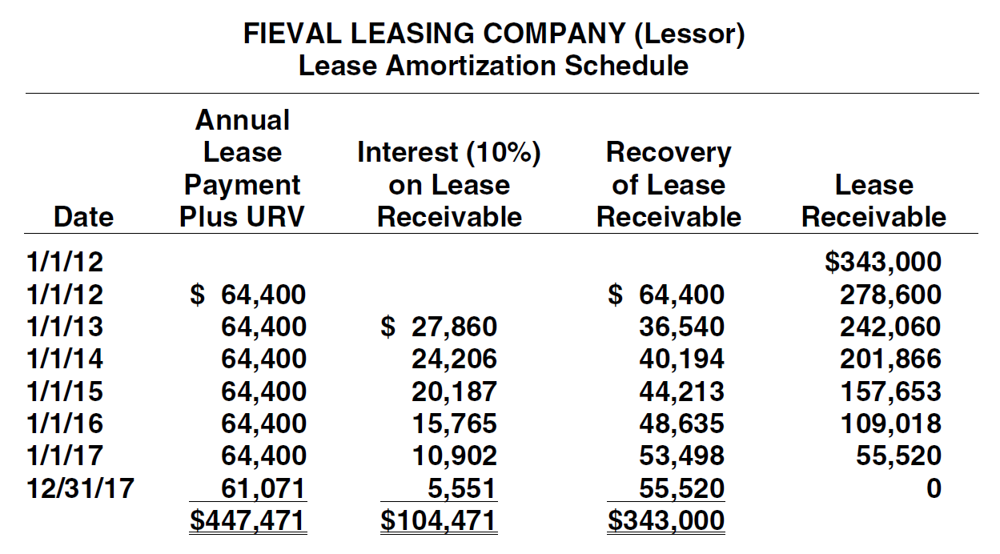 FIEVAL LEASING COMPANY (Lessor)
Lease Amortization Schedule
Annual
Lease Interest (10%) Recovery
Payment on Lease of Lease Lease
Date Plus URV Receivable Receivable Receivable
1/1/12 $343,000
1/1/12 $ 64,400 $ 64,400 278,600
1/1/13 64,400 $ 27,860 36,540 242,060
1/1/14 64,400 24,206 40,194 201,866
1/1/15 64,400 20,187 44,213 157,653
1/1/16 64,400 15,765 48,635 109,018
1/1/17 64,400 10,902 53,498 55,520
12/31/17 61,071 5,551 55,520 0
$447,471 $104,471 $343,000